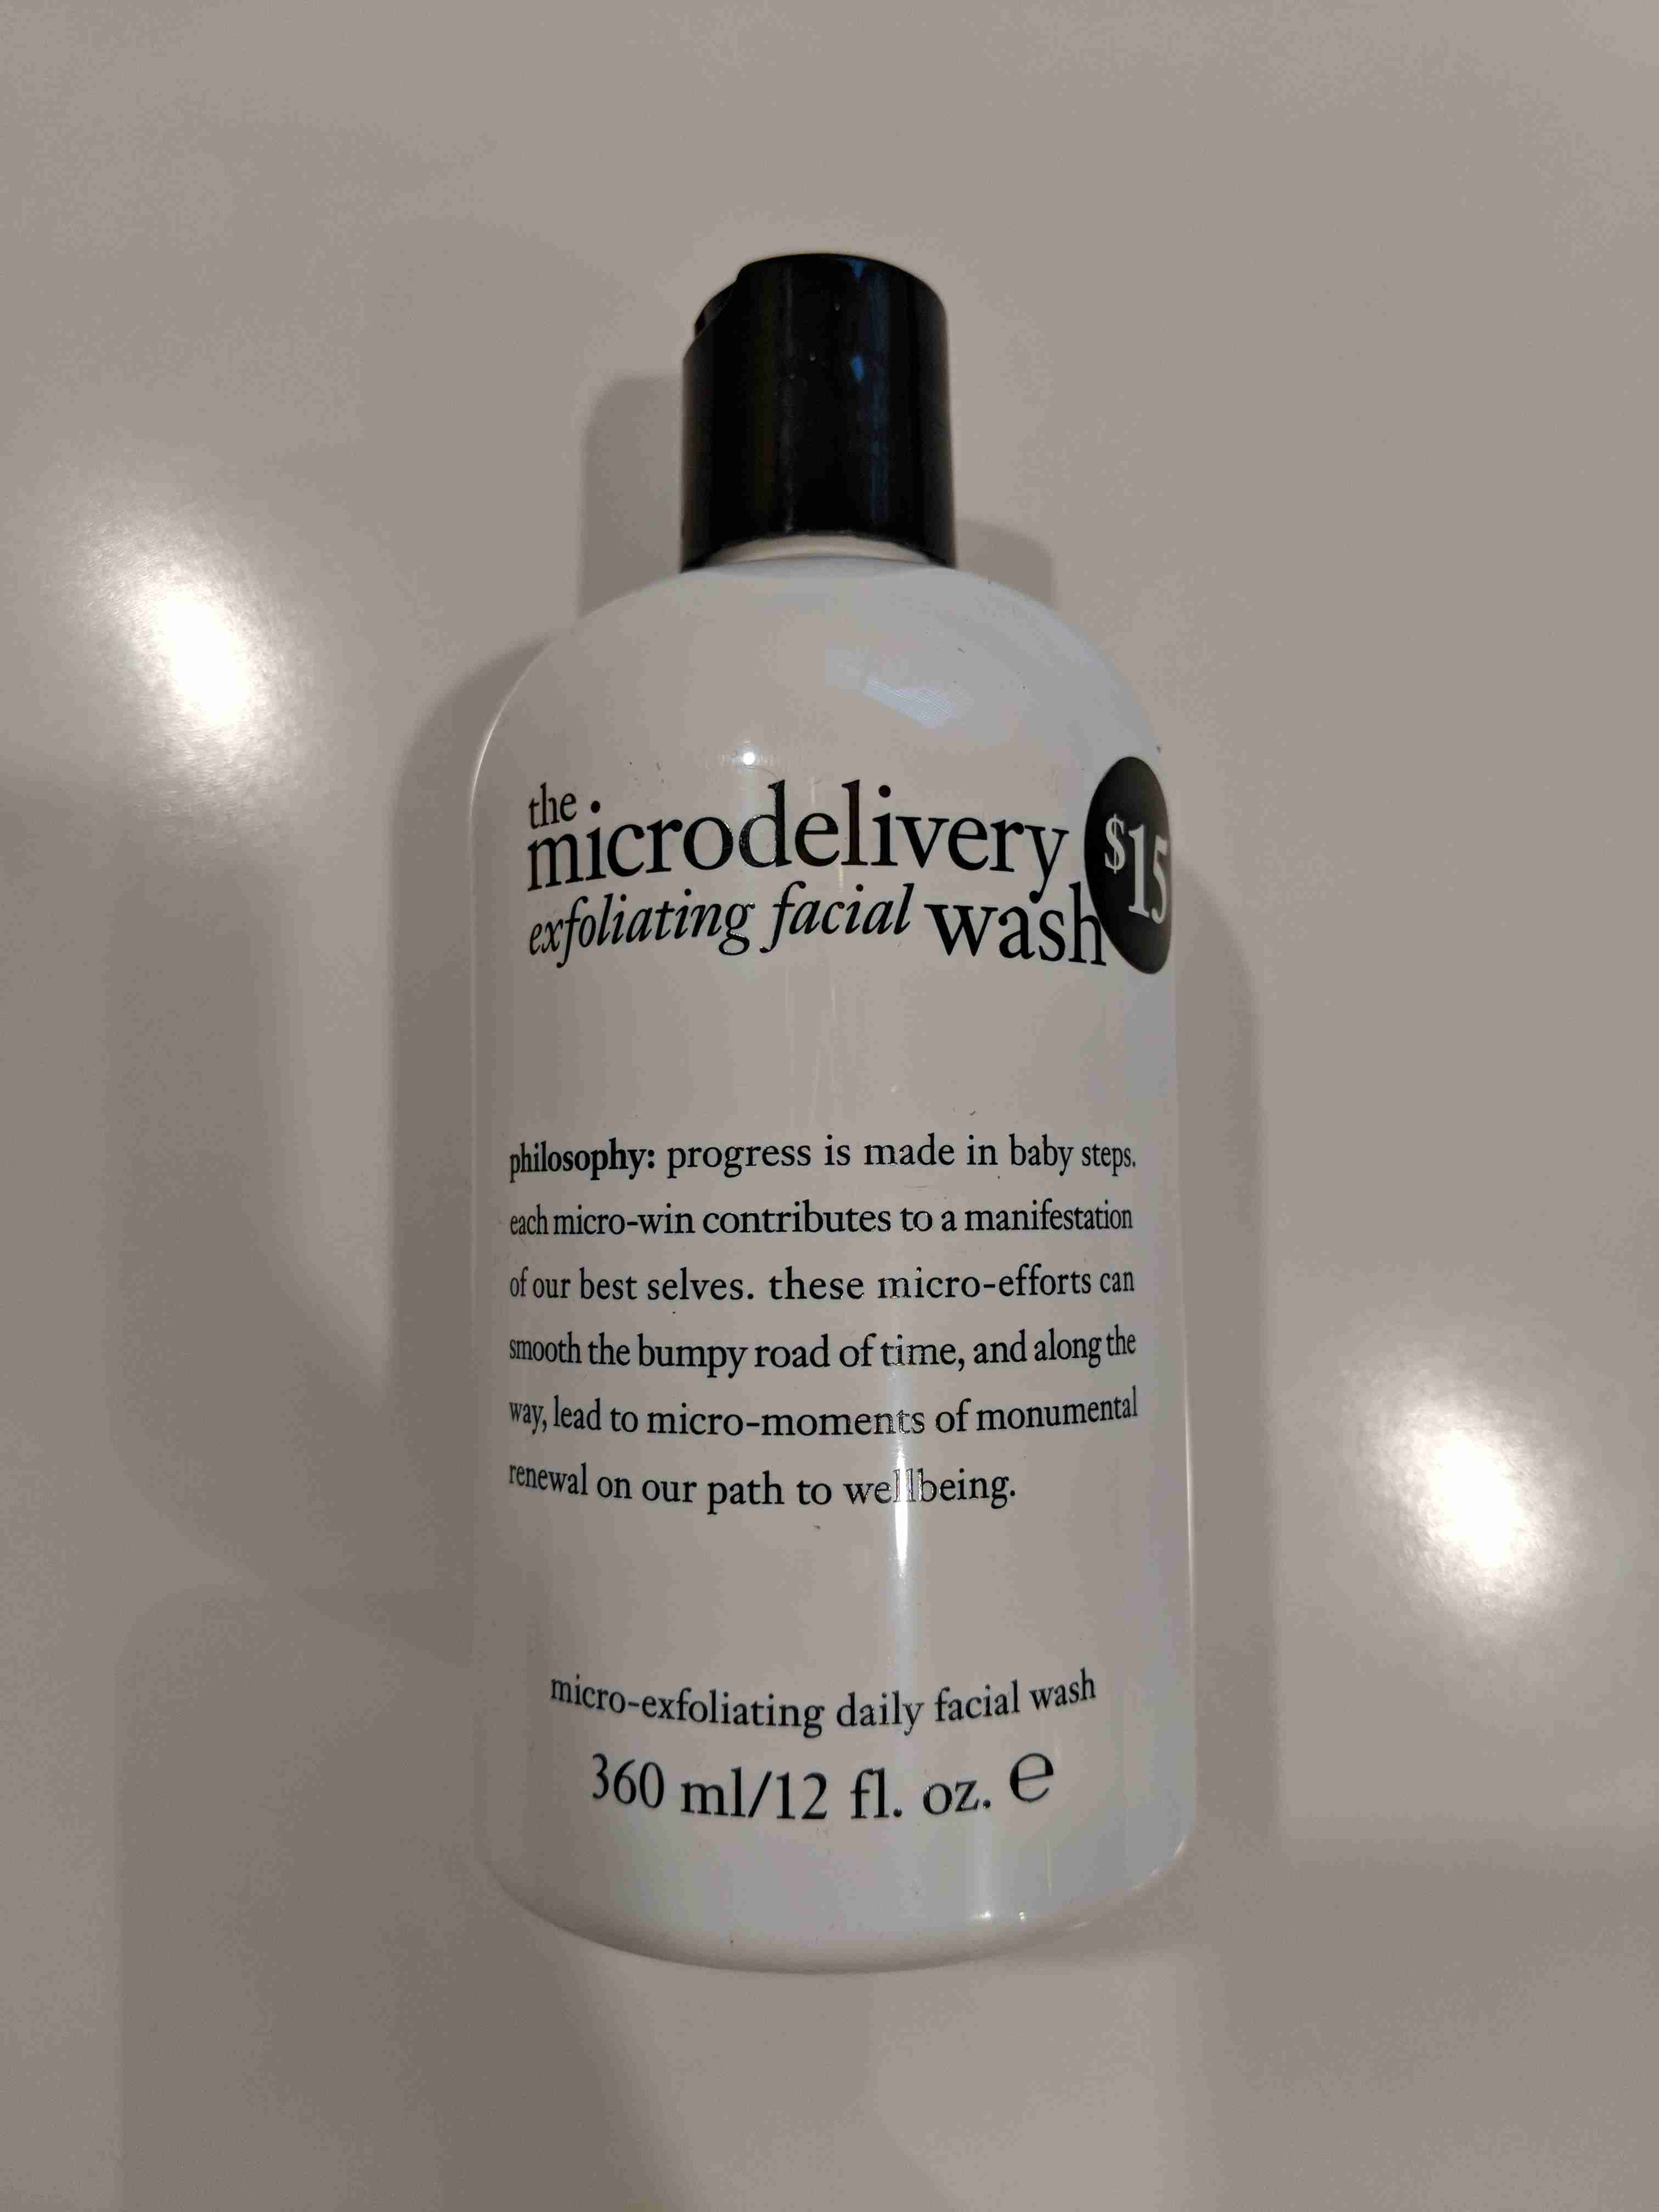 the
microdelivery
exfoliating facial wash
$15
philosophy: progress is made in baby steps.
each micro-win contributes to a manifestation
of our best selves. these micro-efforts can
smooth the bumpy road of time, and along the
way, lead to micro-moments of monumental
renewal on our path to wellbeing.
micro-exfoliating daily facial wash
360 ml/12 fl. oz. ℮